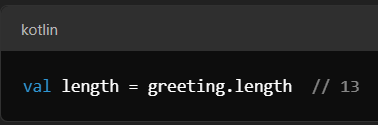 kotlin
val length = greeting.length  // 13